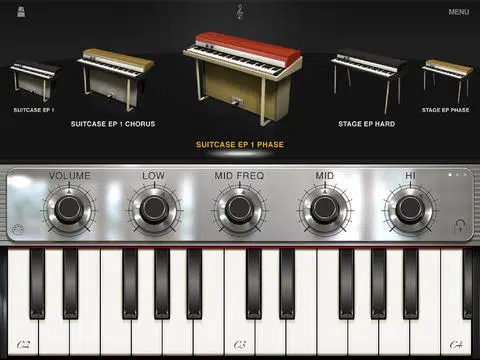 MENU
SUITCASE EP 1
SUITCASE EP 1 CHORUS
SUITCASE EP 1 PHASE
STAGE EP HARD
STAGE EP PHASE
VOLUME
LOW
MID FREQ
MID
HI
C2
C3
C4